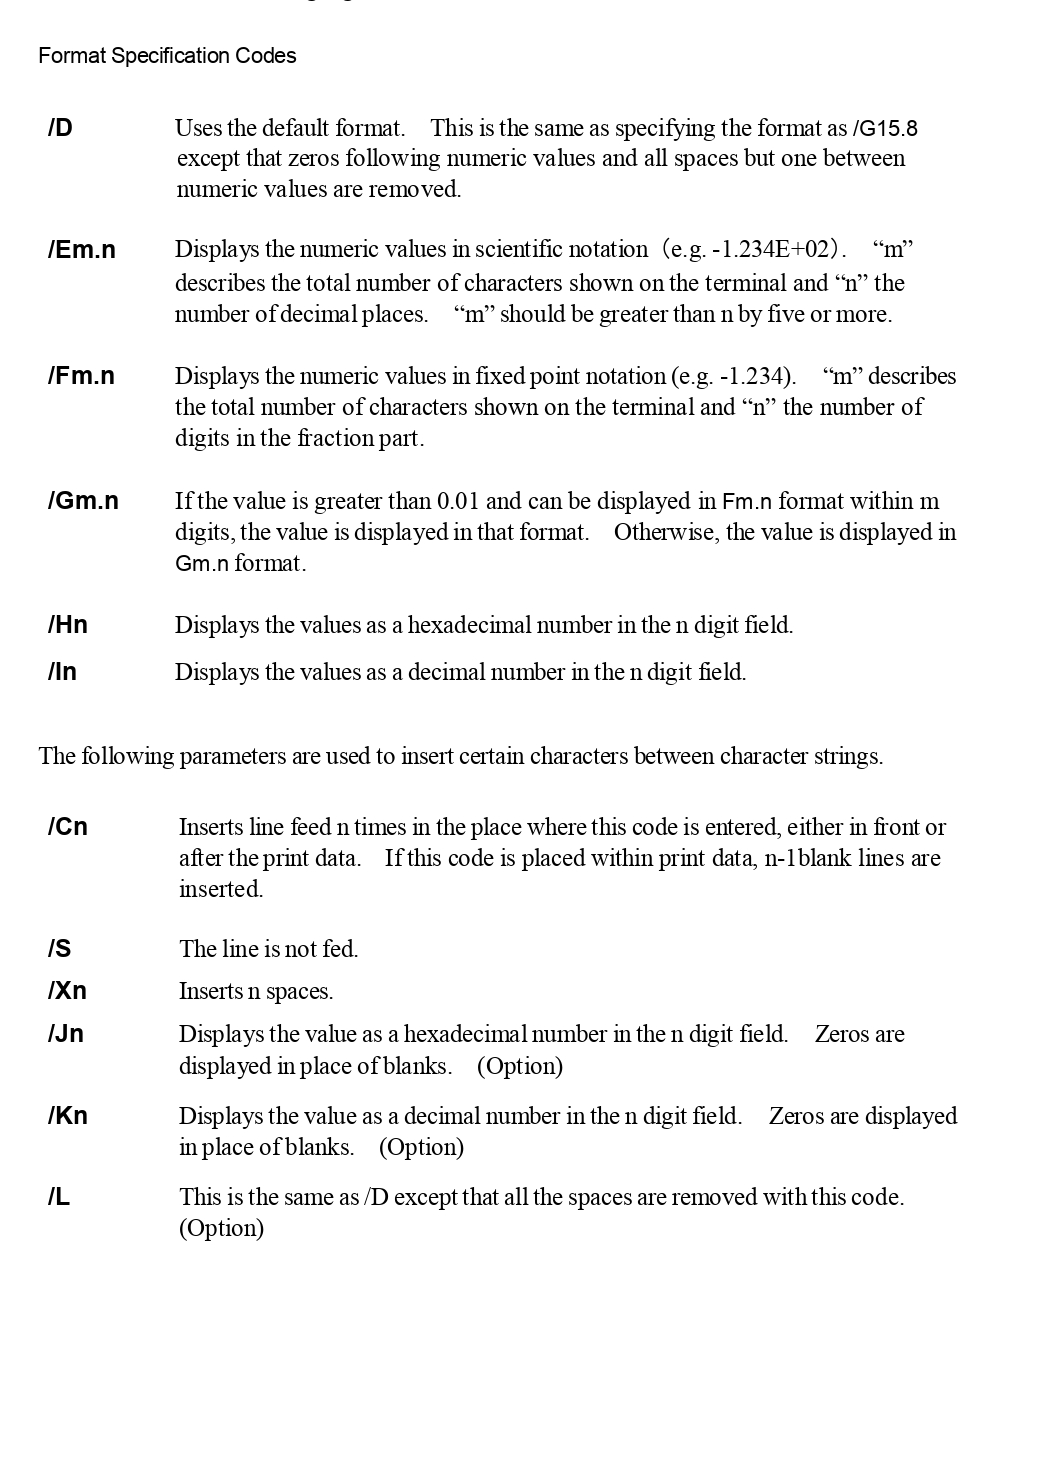 Format Specification Codes
/D Uses the default format. This is the same as specifying the format as /G15.8
except that zeros following numeric values and all spaces but one between
numeric values are removed.
/Em.n Displays the numeric values in scientific notation（e.g. -1.234E+02）. “m”
describes the total number of characters shown on the terminal and “n” the
number of decimal places. “m” should be greater than n by five or more.
/Fm.n Displays the numeric values in fixed point notation (e.g. -1.234). “m” describes
the total number of characters shown on the terminal and “n” the number of
digits in the fraction part.
/Gm.n If the value is greater than 0.01 and can be displayed in Fm.n format within m
digits, the value is displayed in that format. Otherwise, the value is displayed in
Gm.n format.
/Hn Displays the values as a hexadecimal number in the n digit field.
/In Displays the values as a decimal number in the n digit field.
The following parameters are used to insert certain characters between character strings.
/Cn Inserts line feed n times in the place where this code is entered, either in front or
after the print data. If this code is placed within print data, n-1blank lines are
inserted.
/S The line is not fed.
/Xn Inserts n spaces.
/Jn Displays the value as a hexadecimal number in the n digit field. Zeros are
displayed in place of blanks. (Option)
/Kn Displays the value as a decimal number in the n digit field. Zeros are displayed
in place of blanks. (Option)
/L This is the same as /D except that all the spaces are removed with this code.
(Option)